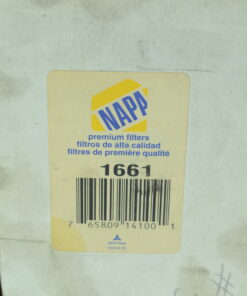 NAPA
premium filters
filtros de alta calidad
filtres de première qualité
1661
7 65809 14100 1